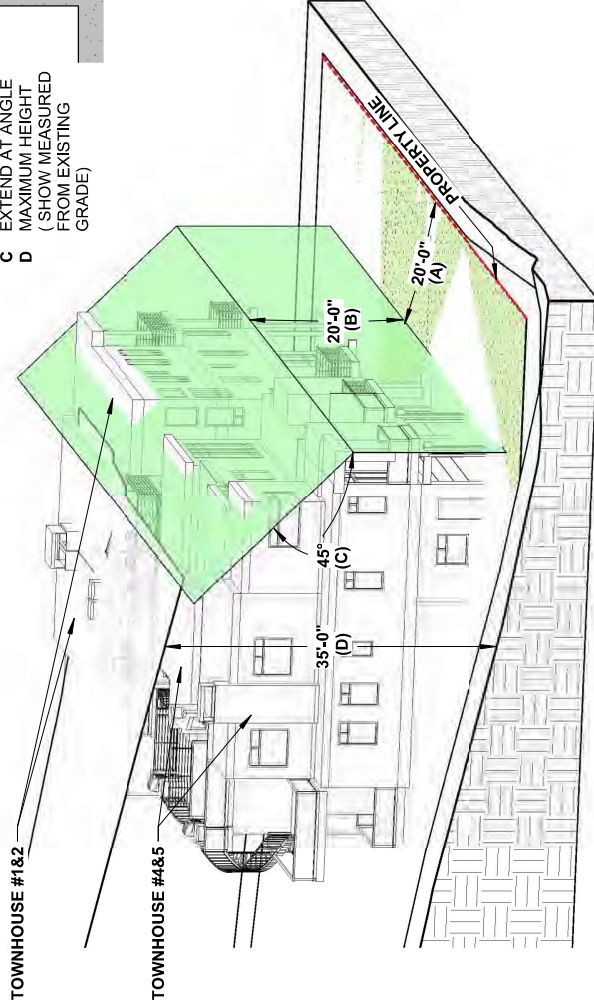 C EXTEND AT ANGLE
D MAXIMUM HEIGHT
( SHOW MEASURED
FROM EXISTING
GRADE)
TOWNHOUSE #1&2
TOWNHOUSE #4&5
PROPERTY LINE
20'-0"
(A)
20'-0"
(B)
45°
(C)
35'-0"
(D)